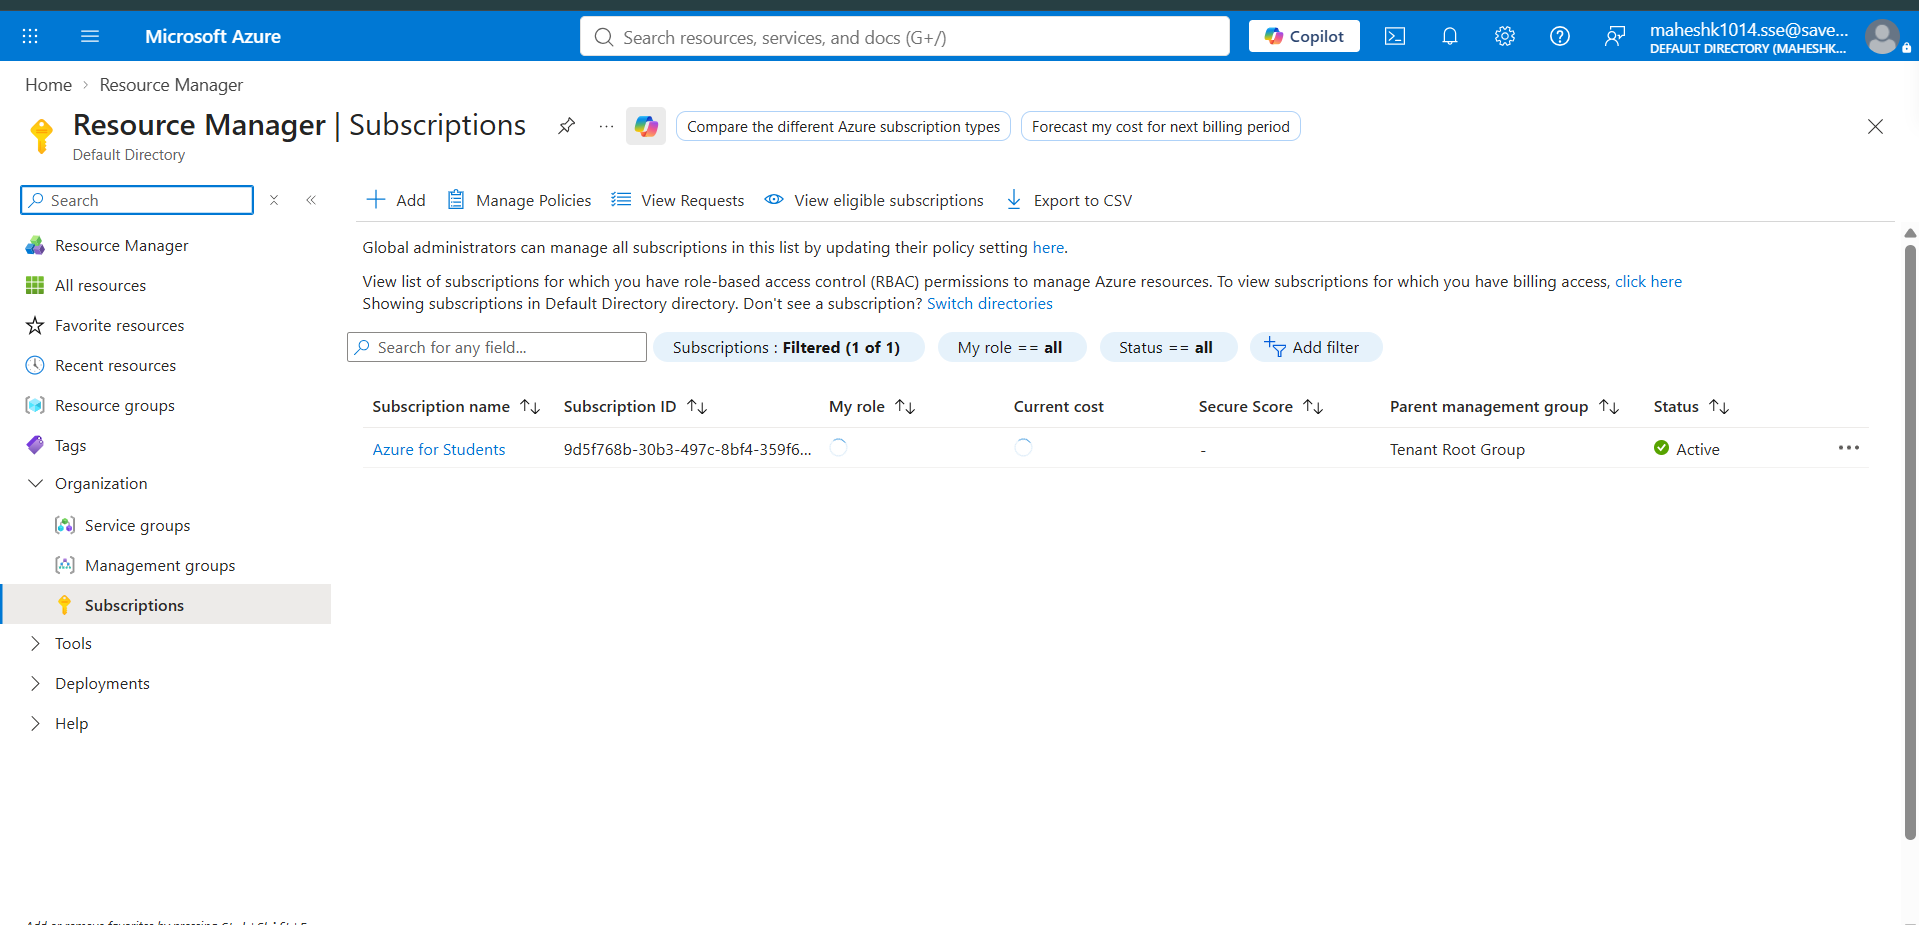 Microsoft Azure
Search resources, services, and docs (G+/)
Copilot
maheshk1014.sse@save...
DEFAULT DIRECTORY (MAHESHK...
Home > Resource Manager
Resource Manager | Subscriptions
Default Directory
Compare the different Azure subscription types
Forecast my cost for next billing period
Search
Resource Manager
All resources
Favorite resources
Recent resources
Resource groups
Tags
Organization
Service groups
Management groups
Subscriptions
Tools
Deployments
Help
Add
Manage Policies
View Requests
View eligible subscriptions
Export to CSV
Global administrators can manage all subscriptions in this list by updating their policy setting here.
View list of subscriptions for which you have role-based access control (RBAC) permissions to manage Azure resources. To view subscriptions for which you have billing access, click here
Showing subscriptions in Default Directory directory. Don't see a subscription? Switch directories
Search for any field...
Subscriptions : Filtered (1 of 1)
My role == all
Status == all
Add filter
Subscription name Subscription ID My role Current cost Secure Score Parent management group Status
Azure for Students 9d5f768b-30b3-497c-8bf4-359f6... - Tenant Root Group Active